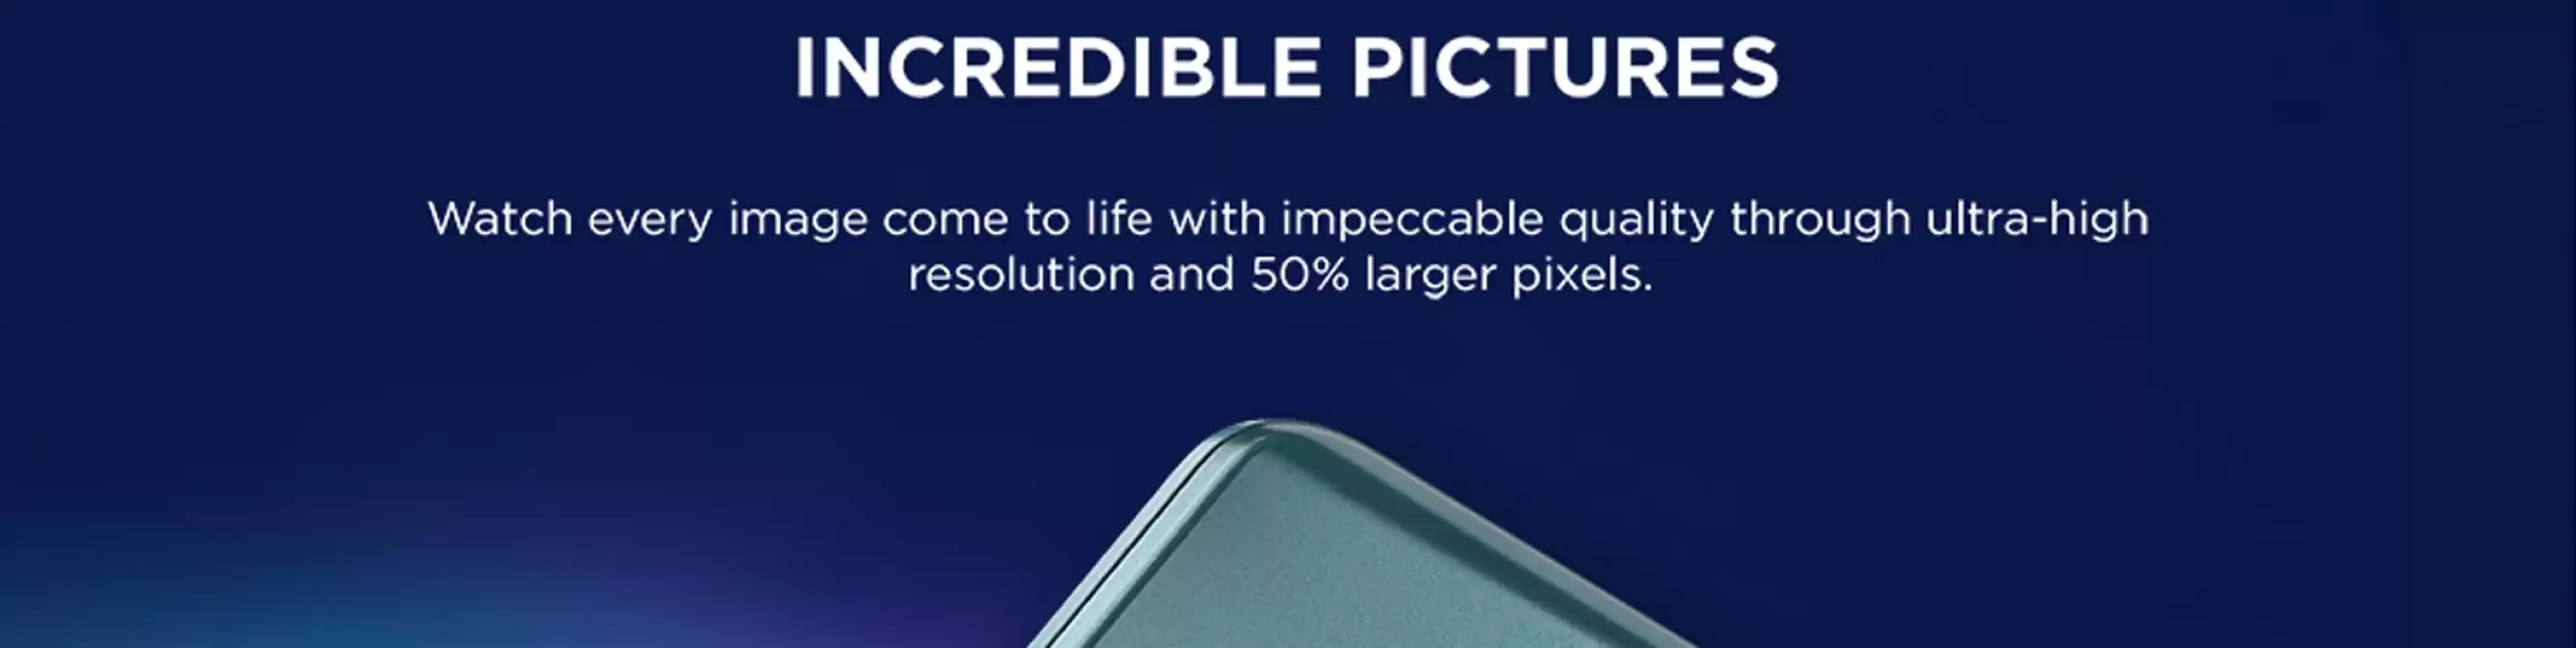 INCREDIBLE PICTURES
Watch every image come to life with impeccable quality through ultra-high
resolution and 50% larger pixels.